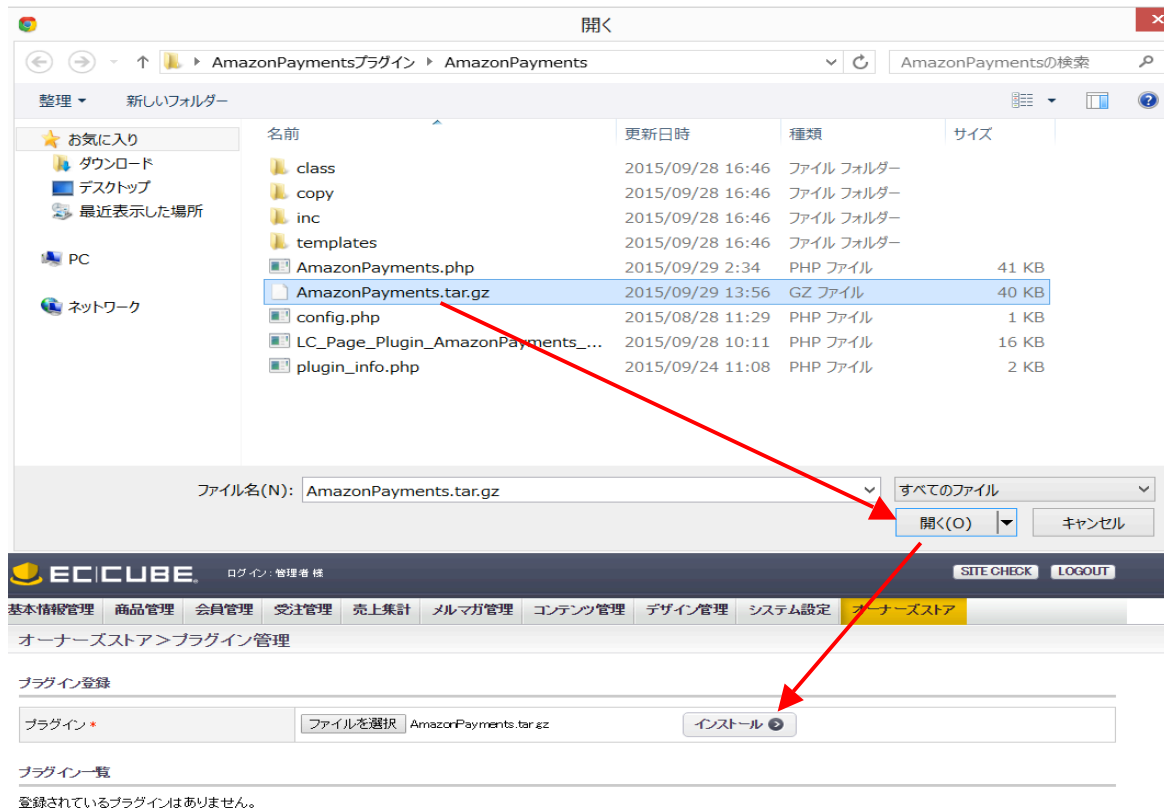 開く
AmazonPaymentsプラグイン AmazonPayments AmazonPaymentsの検索
整理 新しいフォルダー
お気に入り
ダウンロード
デスクトップ
最近表示した場所
PC
ネットワーク
名前 更新日時 種類 サイズ
class 2015/09/28 16:46 ファイル フォルダー
copy 2015/09/28 16:46 ファイル フォルダー
inc 2015/09/28 16:46 ファイル フォルダー
templates 2015/09/28 16:46 ファイル フォルダー
AmazonPayments.php 2015/09/29 2:34 PHP ファイル 41 KB
AmazonPayments.tar.gz 2015/09/29 13:56 GZ ファイル 40 KB
config.php 2015/08/28 11:29 PHP ファイル 1 KB
LC_Page_Plugin_AmazonPayments_... 2015/09/28 10:11 PHP ファイル 16 KB
plugin_info.php 2015/09/24 11:08 PHP ファイル 2 KB
ファイル名(N): AmazonPayments.tar.gz すべてのファイル
開く(O) キャンセル
EC CUBE. ログイン : 管理者 様 SITE CHECK LOGOUT
基本情報管理 商品管理 会員管理 受注管理 売上集計 メルマガ管理 コンテンツ管理 デザイン管理 システム設定 オーナーズストア
オーナーズストア＞プラグイン管理
プラグイン登録
プラグイン * ファイルを選択 AmazonPayments.tar.gz インストール
プラグイン一覧
登録されているプラグインはありません。